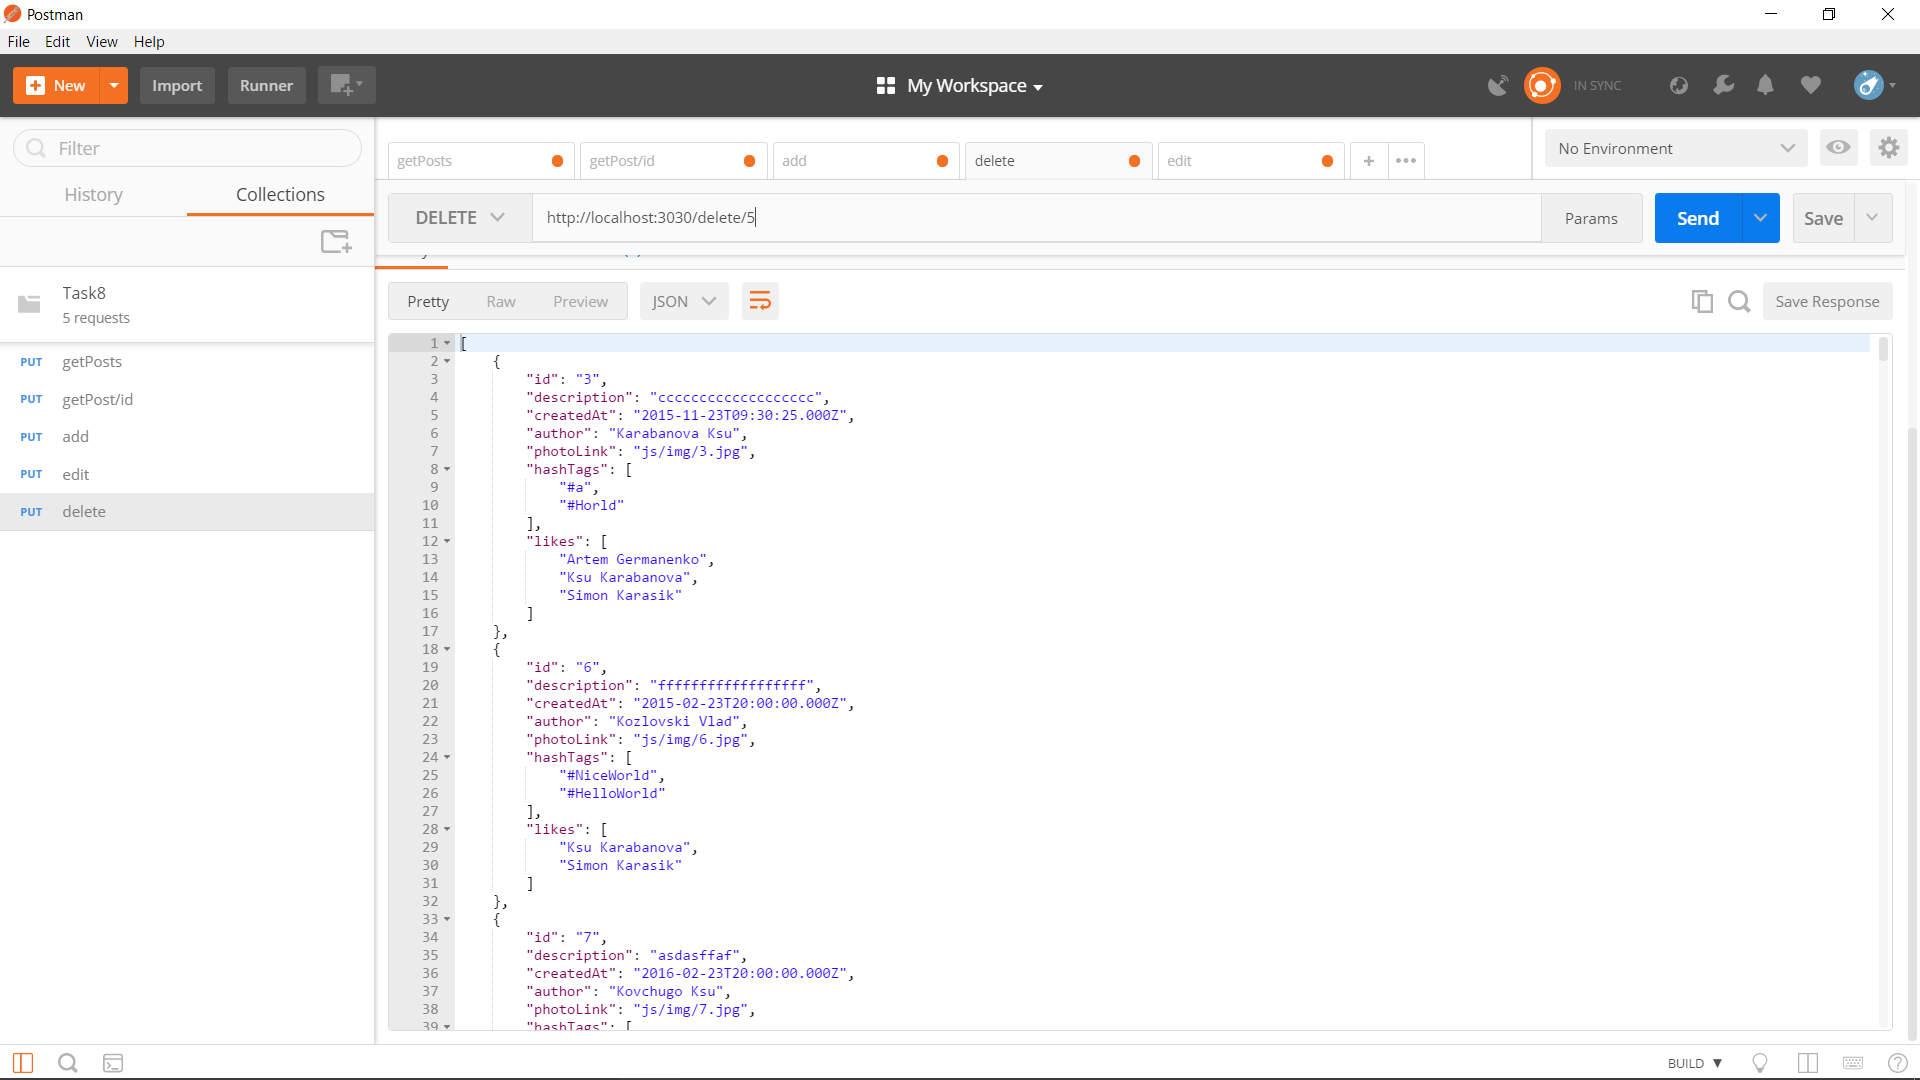 Postman
File Edit View Help
New Import Runner My Workspace IN SYNC
Filter
History Collections
Task8
5 requests
PUT getPosts
PUT getPost/id
PUT add
PUT edit
PUT delete
getPosts getPost/id add delete edit + ••• No Environment
DELETE http://localhost:3030/delete/5 Params Send Save
Pretty Raw Preview JSON Save Response
1 [
2 {
3 "id": "3",
4 "description": "ccccccccccccccccccc",
5 "createdAt": "2015-11-23T09:30:25.000Z",
6 "author": "Karabanova Ksu",
7 "photoLink": "js/img/3.jpg",
8 "hashTags": [
9 "#a",
10 "#Horld"
11 ],
12 "likes": [
13 "Artem Germanenko",
14 "Ksu Karabanova",
15 "Simon Karasik"
16 ]
17 },
18 {
19 "id": "6",
20 "description": "ffffffffffffffffff",
21 "createdAt": "2015-02-23T20:00:00.000Z",
22 "author": "Kozlovski Vlad",
23 "photoLink": "js/img/6.jpg",
24 "hashTags": [
25 "#NiceWorld",
26 "#HelloWorld"
27 ],
28 "likes": [
29 "Ksu Karabanova",
30 "Simon Karasik"
31 ]
32 },
33 {
34 "id": "7",
35 "description": "asdasffaf",
36 "createdAt": "2016-02-23T20:00:00.000Z",
37 "author": "Kovchugo Ksu",
38 "photoLink": "js/img/7.jpg",
39 "hashTags": [
BUILD